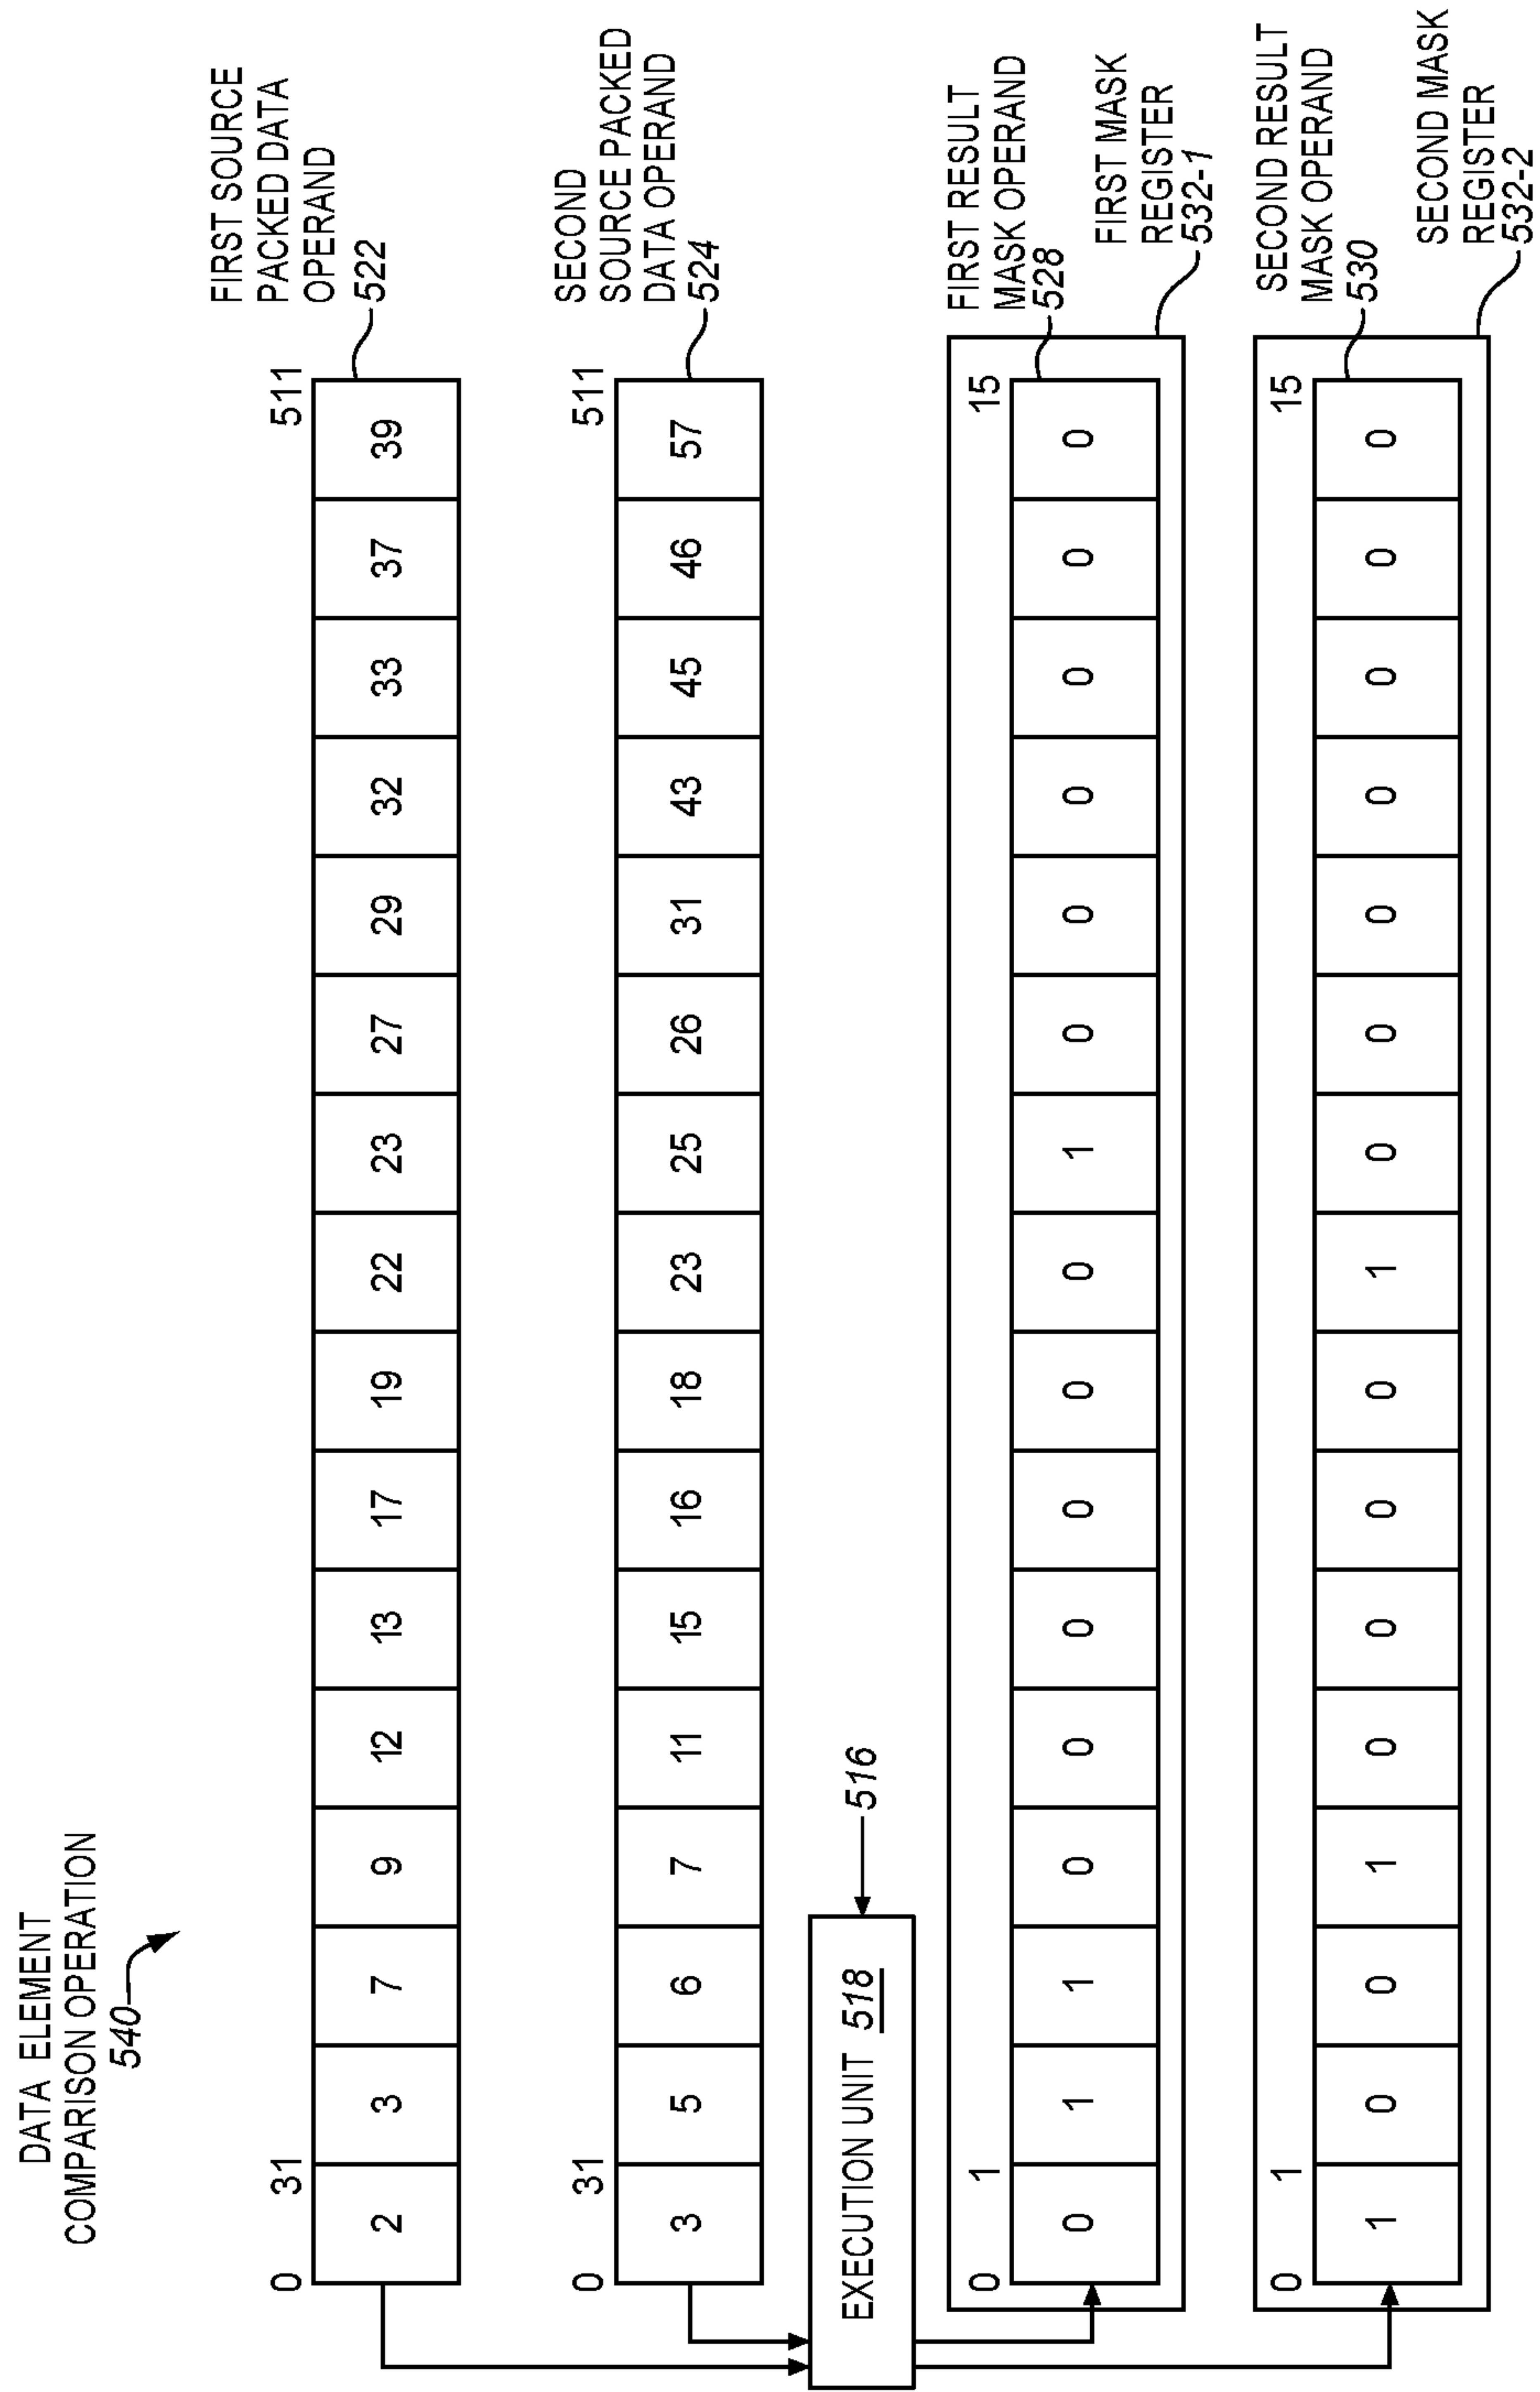 DATA ELEMENT
COMPARISON OPERATION
540
FIRST SOURCE
PACKED DATA
OPERAND
522
0 31 511
2 3 7 9 12 13 17 19 22 23 27 29 32 33 37 39
SECOND
SOURCE PACKED
DATA OPERAND
524
0 31 511
3 5 6 7 11 15 16 18 23 25 26 31 43 45 46 57
EXECUTION UNIT 518
516
FIRST RESULT
MASK OPERAND
528
0 1 15
0 1 1 0 0 0 0 0 0 1 0 0 0 0 0 0
FIRST MASK
REGISTER
532-1
SECOND RESULT
MASK OPERAND
530
0 1 15
1 0 0 1 0 0 0 0 1 0 0 0 0 0 0 0
SECOND MASK
REGISTER
532-2